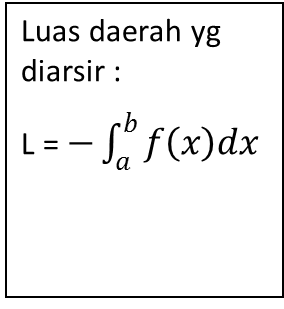 Luas daerah yg
diarsir :
L = − ∫ₐᵇ f(x)dx